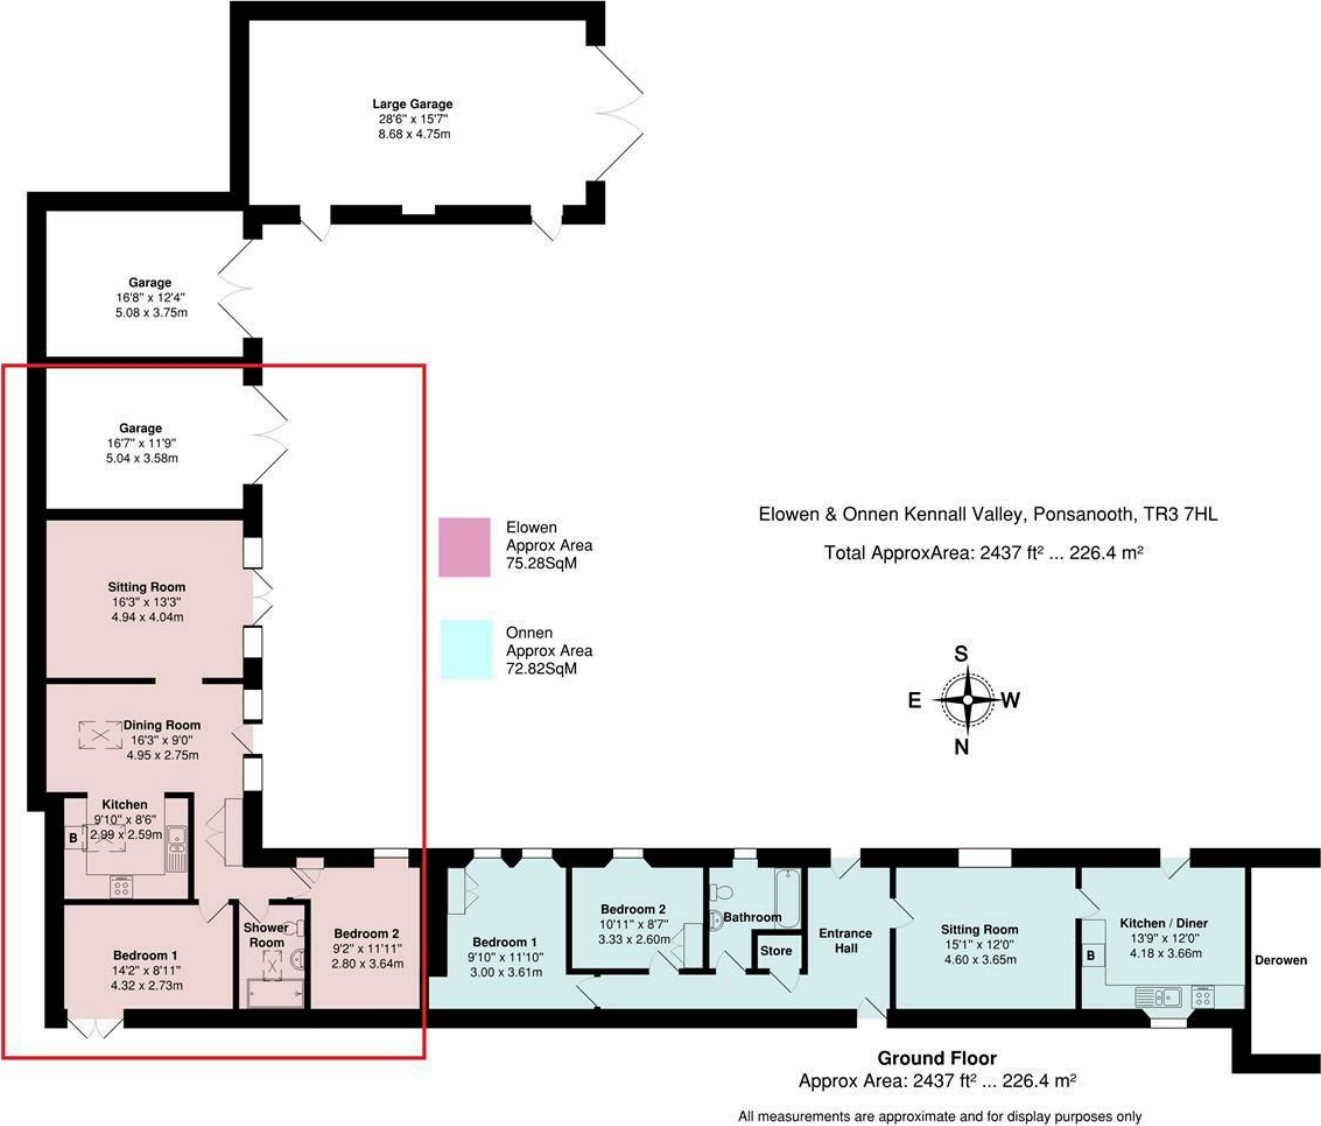 Large Garage
28'6" x 15'7"
8.68 x 4.75m
Garage
16'8" x 12'4"
5.08 x 3.75m
Garage
16'7" x 11'9"
5.04 x 3.58m
Sitting Room
16'3" x 13'3"
4.94 x 4.04m
Dining Room
16'3" x 9'0"
4.95 x 2.75m
Kitchen
9'10" x 8'6"
2.99 x 2.59m
B
Bedroom 1
14'2" x 8'11"
4.32 x 2.73m
Shower
Room
Bedroom 2
9'2" x 11'11"
2.80 x 3.64m
Elowen
Approx Area
75.28SqM
Onnen
Approx Area
72.82SqM
Elowen & Onnen Kennall Valley, Ponsanooth, TR3 7HL
Total ApproxArea: 2437 ft² ... 226.4 m²
S
E W
N
Bedroom 1
9'10" x 11'10"
3.00 x 3.61m
Bedroom 2
10'11" x 8'7"
3.33 x 2.60m
Bathroom
Store
Entrance
Hall
Sitting Room
15'1" x 12'0"
4.60 x 3.65m
Kitchen / Diner
13'9" x 12'0"
4.18 x 3.66m
B
Derowen
Ground Floor
Approx Area: 2437 ft² ... 226.4 m²
All measurements are approximate and for display purposes only